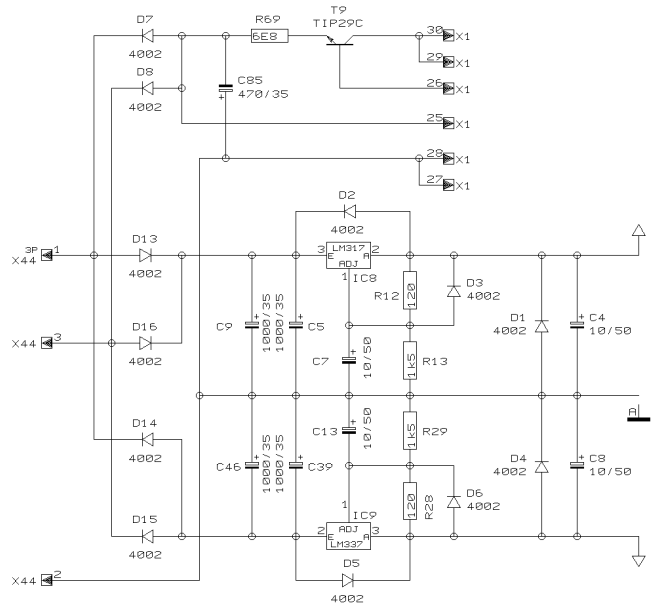 T9
TIP29C
D7
4002
R69
6E8
30 X1
29 X1
D8
4002
C85
470/35
+
26 X1
25 X1
28 X1
27 X1
D2
4002
3P
X44 1
D13
4002
3 LM317 2
E A
ADJ
1 IC8
R12
120
D3
4002
C9
+
1000/35
C5
+
1000/35
D1
4002
C4
+
10/50
X44 3
D16
4002
C7
+
10/50
R13
1k5
A
D14
4002
C13
+
10/50
R29
1k5
C46
+
1000/35
C39
+
1000/35
D4
4002
C8
+
10/50
R28
120
D6
4002
D15
4002
1 IC9
2 ADJ 3
E A
LM337
D5
4002
X44 2